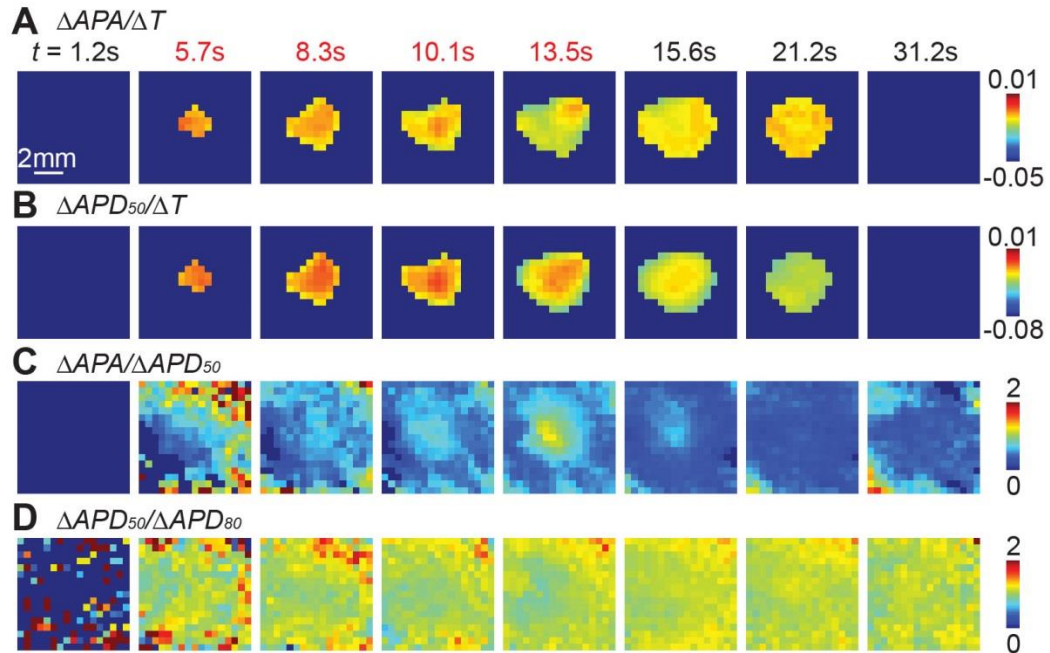 A ΔAPA/ΔT
t = 1.2s 5.7s 8.3s 10.1s 13.5s 15.6s 21.2s 31.2s
2mm
0.01
-0.05
B ΔAPD50/ΔT
0.01
-0.08
C ΔAPA/ΔAPD50
2
0
D ΔAPD50/ΔAPD80
2
0